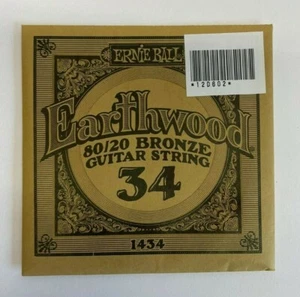 ERNIE BALL
*120602*
Earthwood
80/20 BRONZE
GUITAR STRING
34
1434